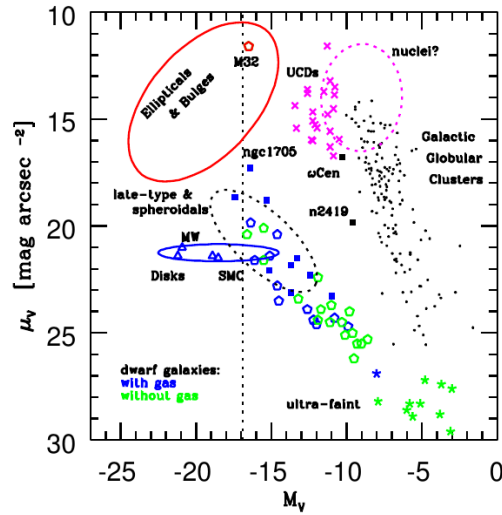 10
15
20
25
30
μv [mag arcsec −2]
M32
Ellipticals
& Bulges
UCDs
nuclei?
ngc1705
ωCen
Galactic
Globular
Clusters
late-type &
spheroidals
n2419
MW
Disks
SMC
dwarf galaxies:
with gas
without gas
ultra-faint
-25
-20
-15
-10
-5
0
Mv